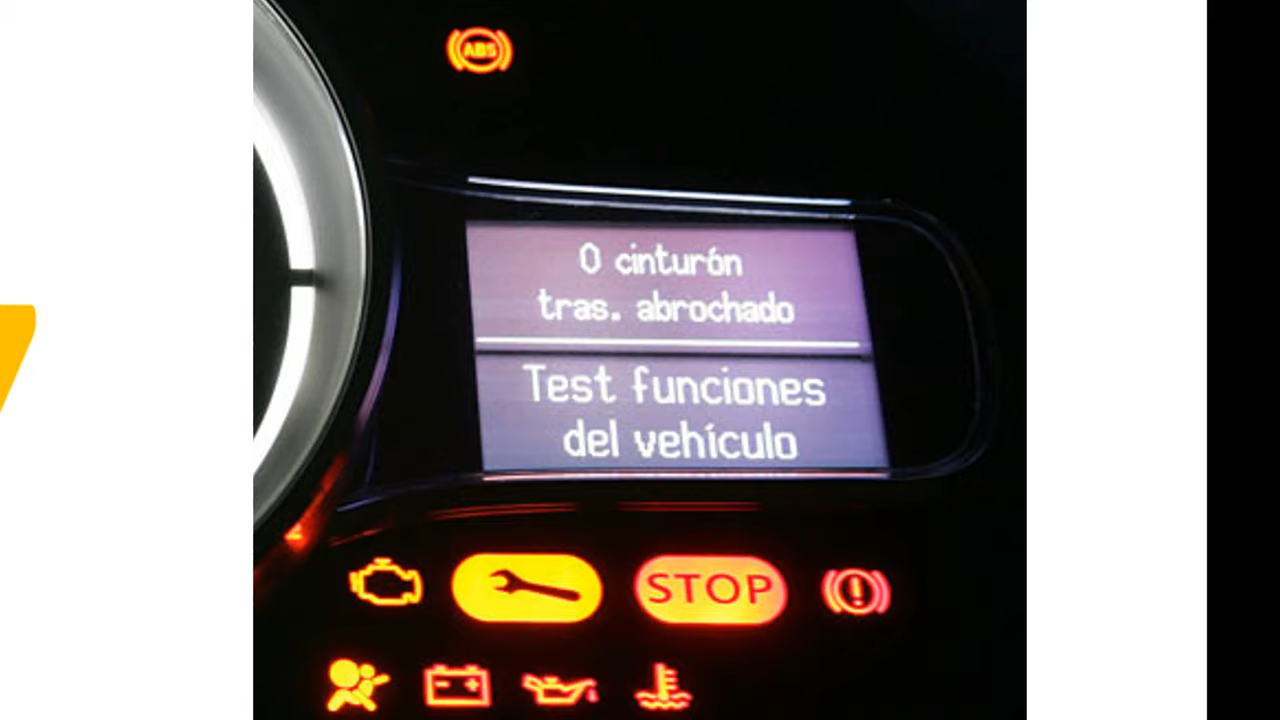 ABS
0 cinturón
tras. abrochado
Test funciones
del vehículo
STOP